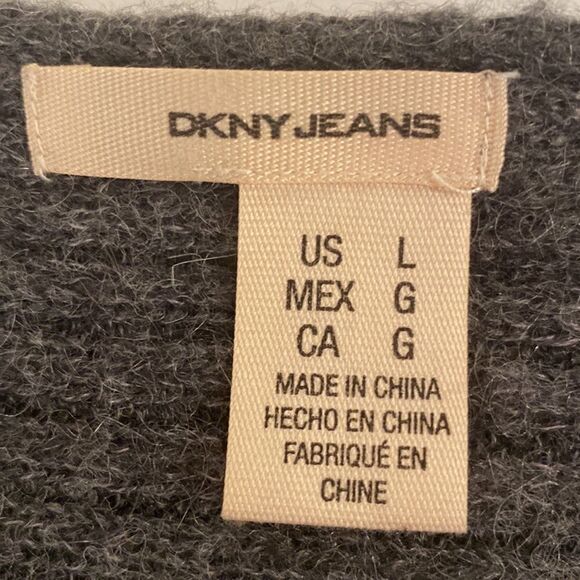 DKNY JEANS
US L
MEX G
CA G
MADE IN CHINA
HECHO EN CHINA
FABRIQUÉ EN
CHINE